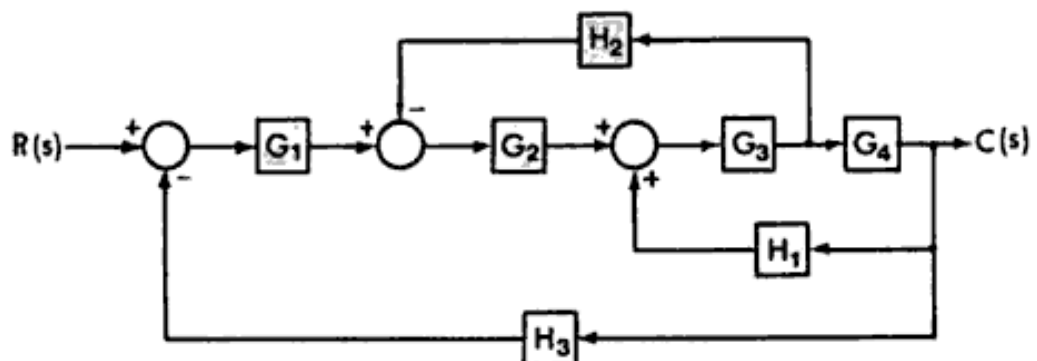 H₂
R(s) + - G₁ + - G₂ + + G₃ G₄ C(s)
H₁
H₃